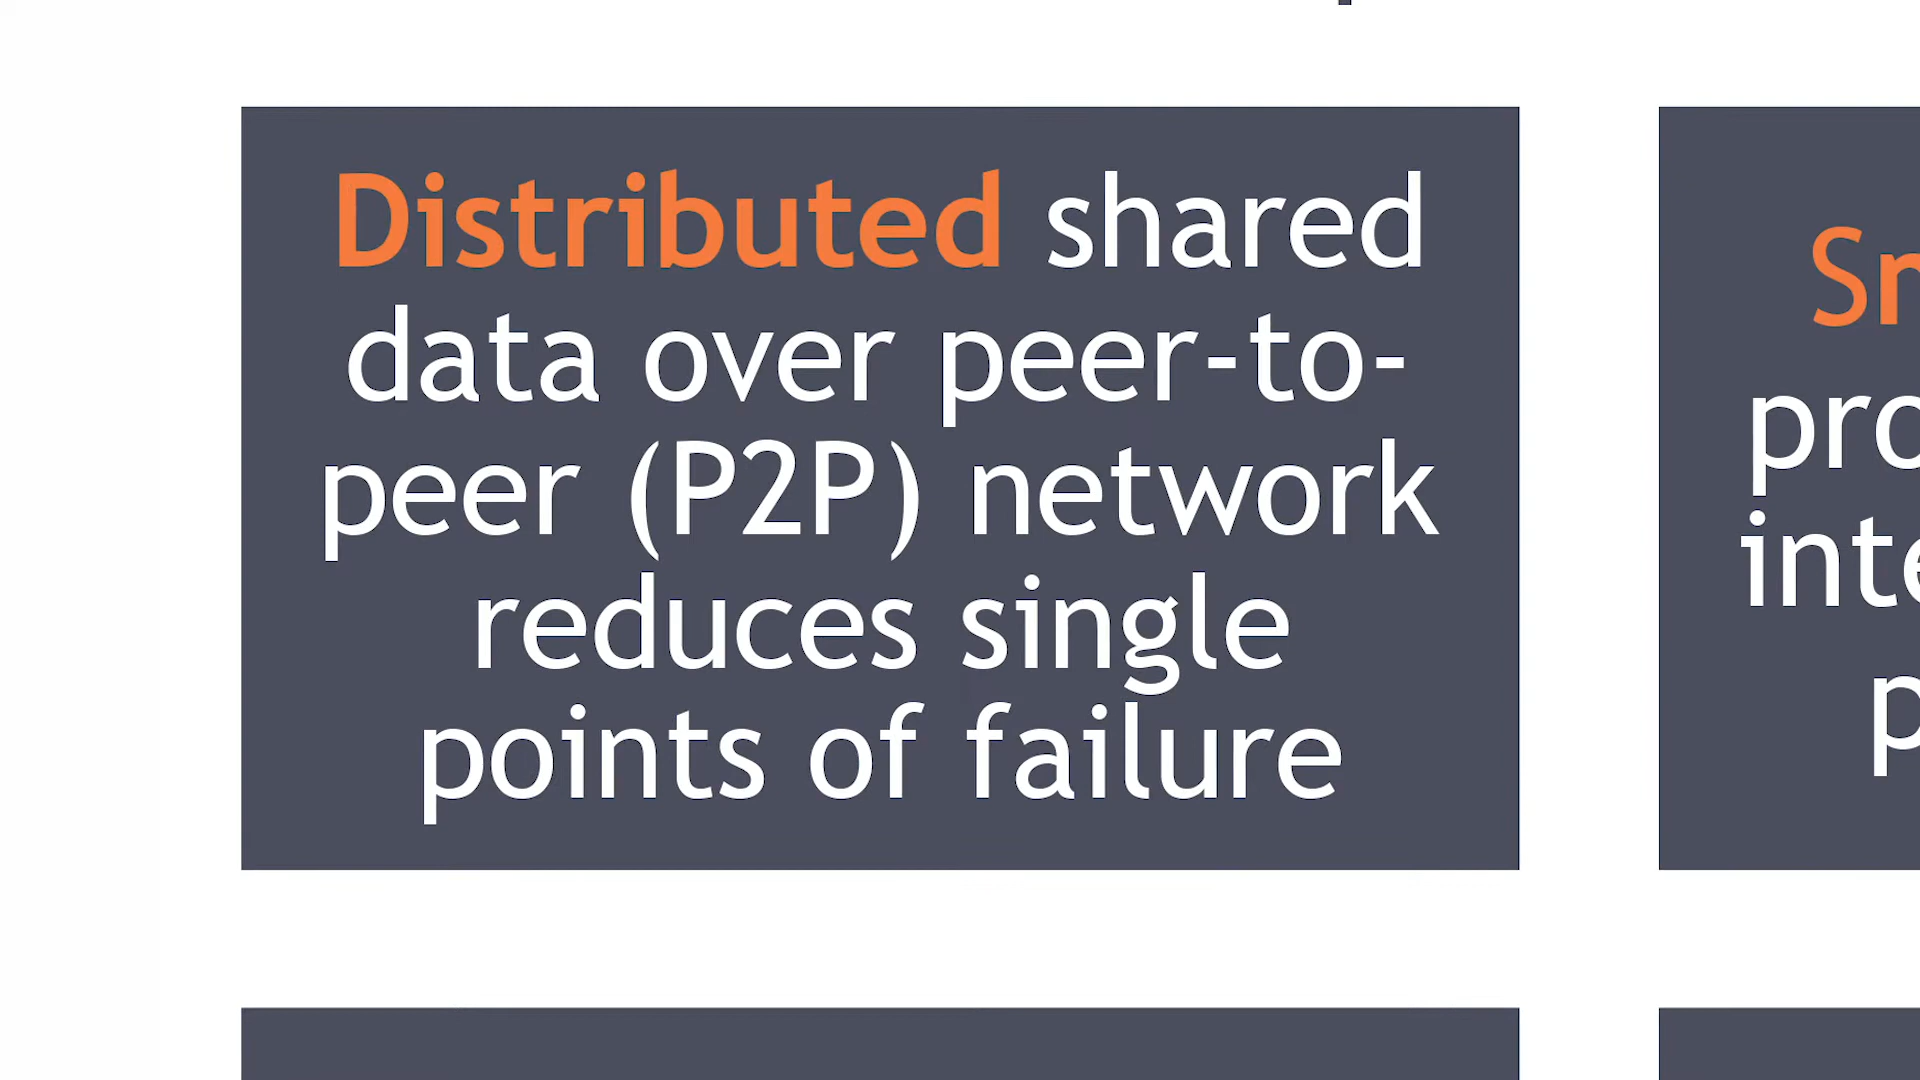 Distributed shared
data over peer-to-
peer (P2P) network
reduces single
points of failure